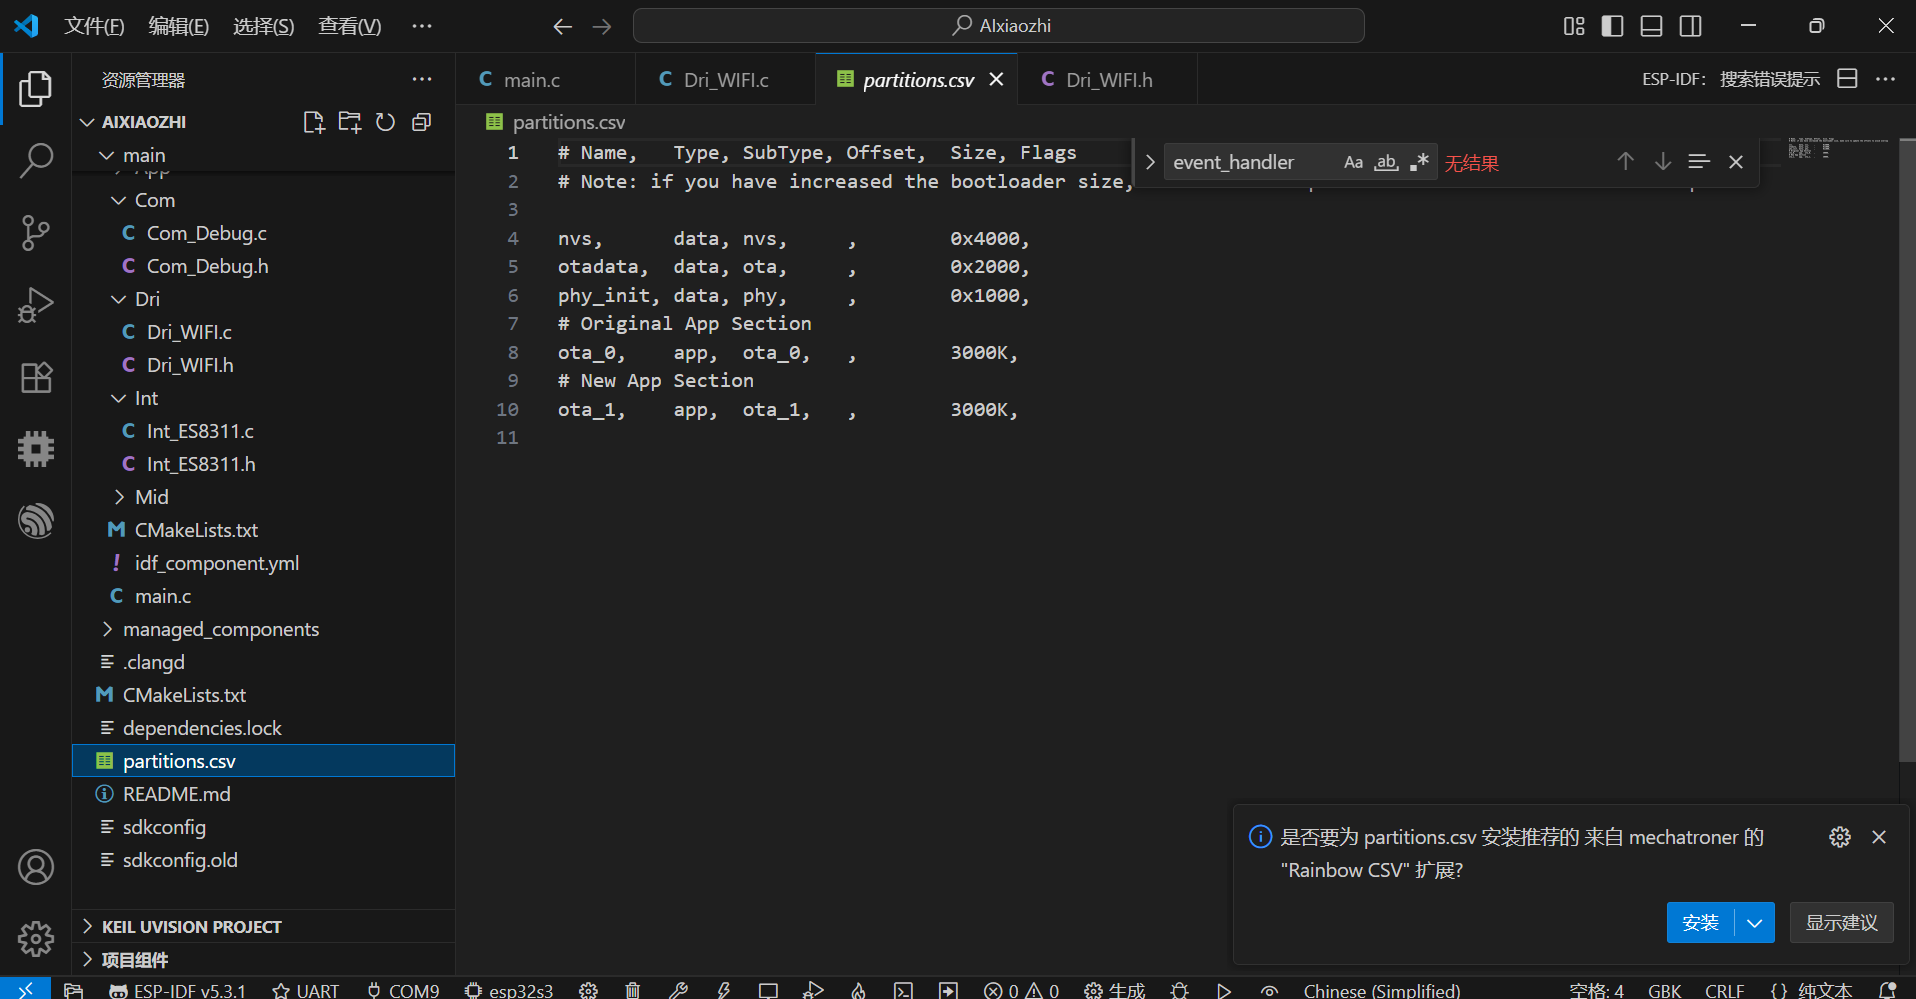 文件(F) 编辑(E) 选择(S) 查看(V) ··· AIxiaozhi
资源管理器 ···
AIXIAOZHI
main
App
Com
Com_Debug.c
Com_Debug.h
Dri
Dri_WIFI.c
Dri_WIFI.h
Int
Int_ES8311.c
Int_ES8311.h
Mid
CMakeLists.txt
idf_component.yml
main.c
managed_components
.clangd
CMakeLists.txt
dependencies.lock
partitions.csv
README.md
sdkconfig
sdkconfig.old
KEIL UVISION PROJECT
项目组件
main.c Dri_WIFI.c partitions.csv Dri_WIFI.h ESP-IDF: 搜索错误提示 ···
partitions.csv
event_handler Aa ab .* 无结果
1 # Name,   Type, SubType, Offset,  Size, Flags
2 # Note: if you have increased the bootloader size,
3
4 nvs,      data, nvs,     ,        0x4000,
5 otadata,  data, ota,     ,        0x2000,
6 phy_init, data, phy,     ,        0x1000,
7 # Original App Section
8 ota_0,    app,  ota_0,   ,        3000K,
9 # New App Section
10 ota_1,    app,  ota_1,   ,        3000K,
11
是否要为 partitions.csv 安装推荐的 来自 mechatroner 的
"Rainbow CSV" 扩展?
安装 显示建议
ESP-IDF v5.3.1 UART COM9 esp32s3 0 0 生成 Chinese (Simplified) 空格: 4 GBK CRLF {} 纯文本